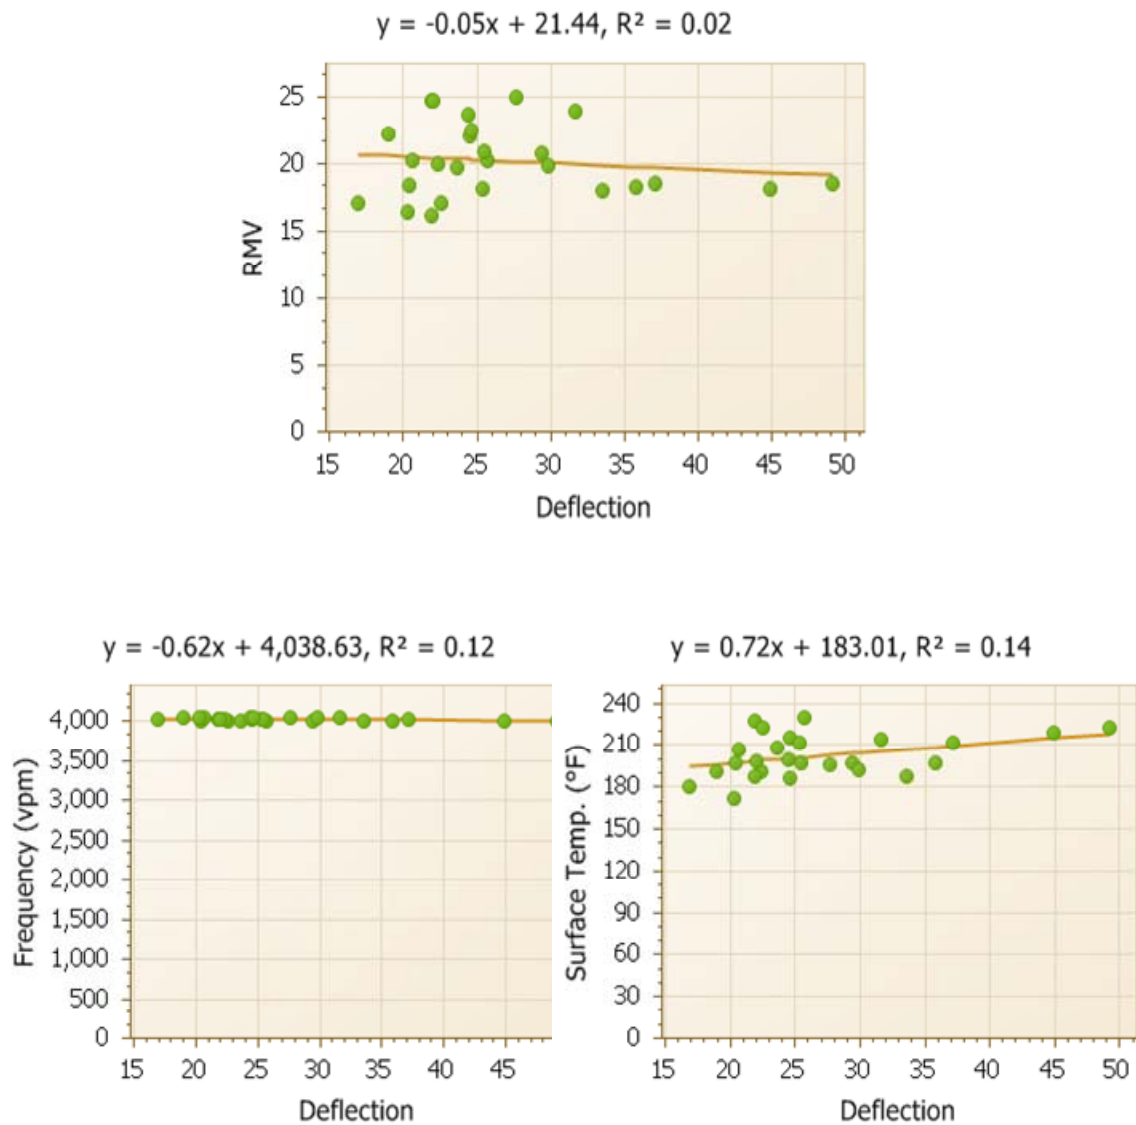 y = -0.05x + 21.44, R² = 0.02
25
20
15
10
5
0
RMV
15 20 25 30 35 40 45 50
Deflection
y = -0.62x + 4,038.63, R² = 0.12
4,000
3,500
3,000
2,500
2,000
1,500
1,000
500
0
Frequency (vpm)
15 20 25 30 35 40 45
Deflection
y = 0.72x + 183.01, R² = 0.14
240
210
180
150
120
90
60
30
0
Surface Temp. (°F)
15 20 25 30 35 40 45 50
Deflection